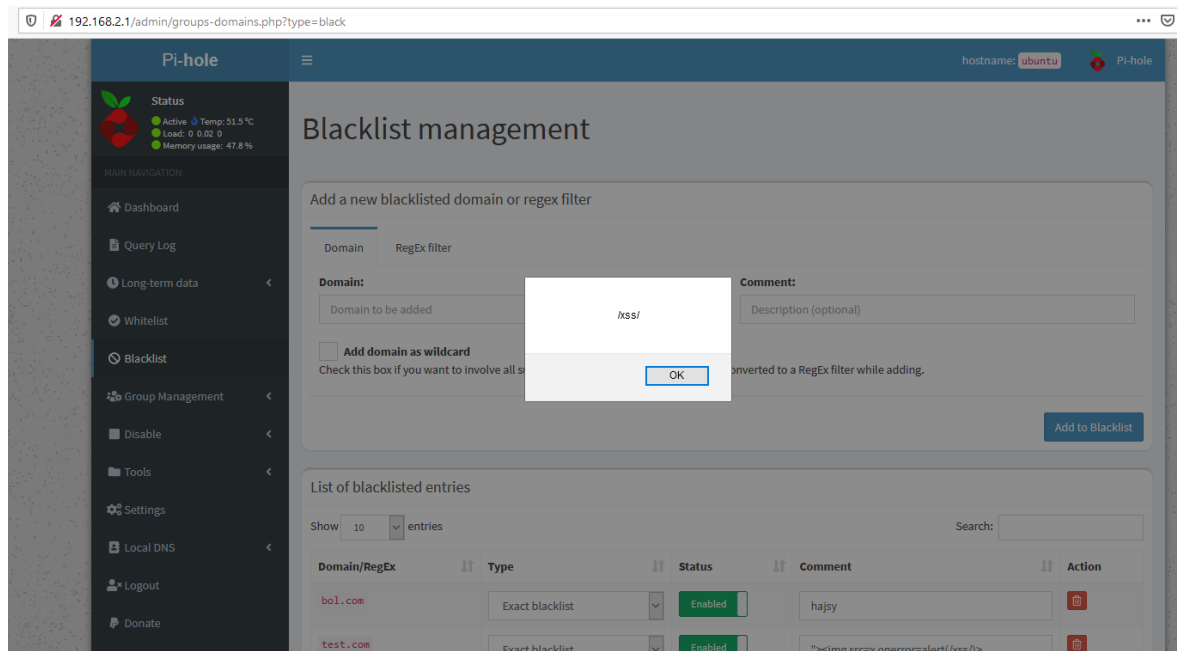 192.168.2.1/admin/groups-domains.php?type=black
Pi-hole
hostname: ubuntu
Pi-hole
Status
Active Temp: 51.5 °C
Load: 0 0.02 0
Memory usage: 47.8 %
MAIN NAVIGATION
Dashboard
Query Log
Long-term data
Whitelist
Blacklist
Group Management
Disable
Tools
Settings
Local DNS
Logout
Donate
Blacklist management
Add a new blacklisted domain or regex filter
Domain RegEx filter
Domain: Comment:
Domain to be added Description (optional)
Add domain as wildcard
Check this box if you want to involve all s onverted to a RegEx filter while adding.
/xss/
OK
Add to Blacklist
List of blacklisted entries
Show 10 entries Search:
Domain/RegEx Type Status Comment Action
bol.com Exact blacklist Enabled hajsy
test.com Exact blacklist Enabled "><img src=x onerror=alert(/xss/)>